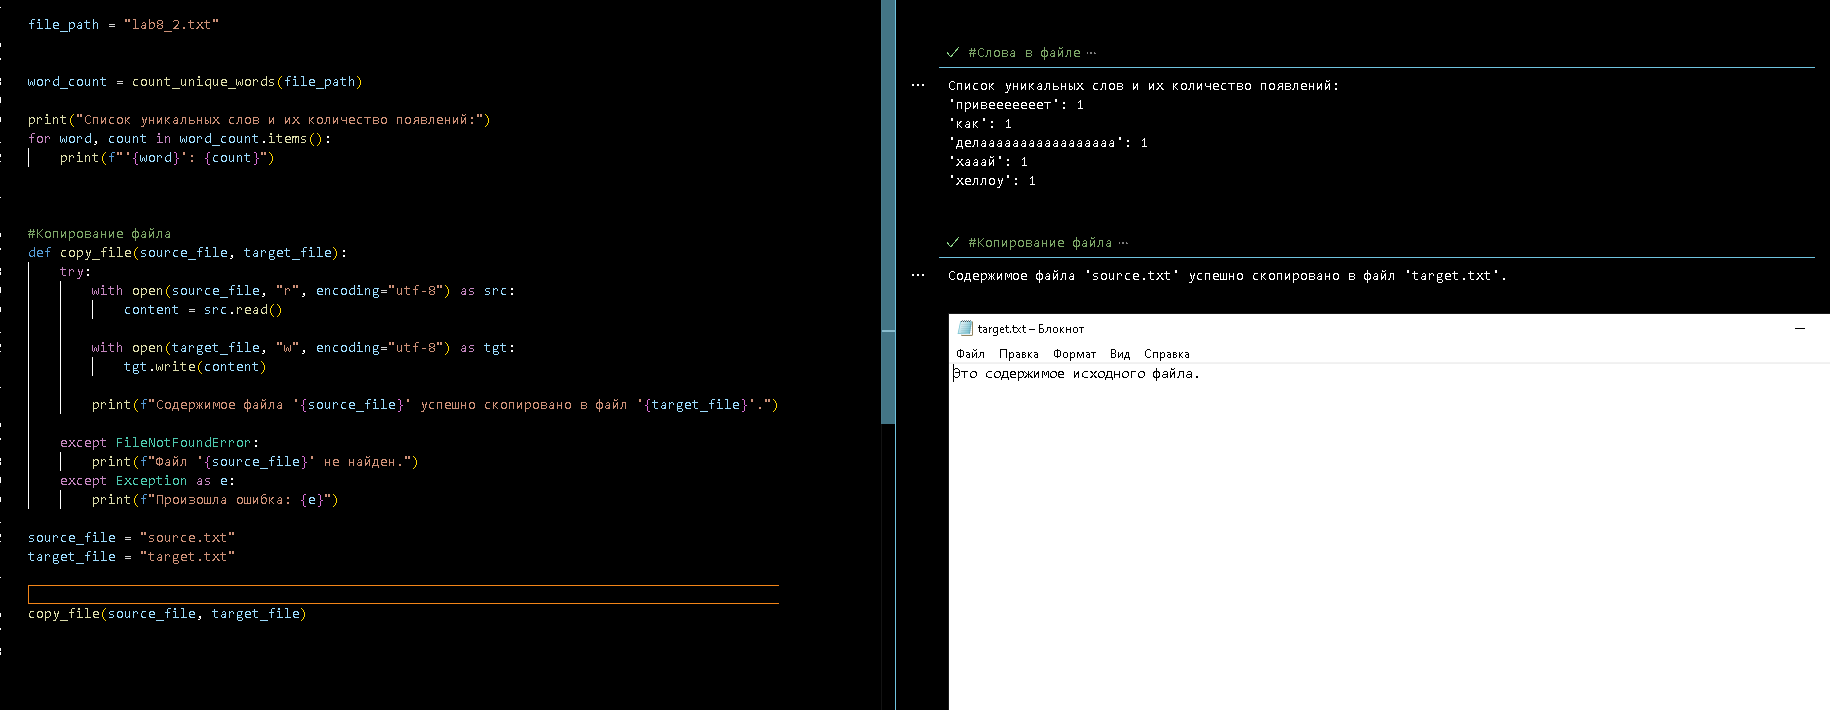 file_path = "lab8_2.txt"
word_count = count_unique_words(file_path)
print("Список уникальных слов и их количество появлений:")
for word, count in word_count.items():
print(f"'{word}': {count}")
#Копирование файла
def copy_file(source_file, target_file):
try:
with open(source_file, "r", encoding="utf-8") as src:
content = src.read()
with open(target_file, "w", encoding="utf-8") as tgt:
tgt.write(content)
print(f"Содержимое файла '{source_file}' успешно скопировано в файл '{target_file}'.")
except FileNotFoundError:
print(f"Файл '{source_file}' не найден.")
except Exception as e:
print(f"Произошла ошибка: {e}")
source_file = "source.txt"
target_file = "target.txt"
copy_file(source_file, target_file)
#Слова в файле ···
Список уникальных слов и их количество появлений:
'привеееееееет': 1
'как': 1
'делааааааааааааааааа': 1
'хааай': 1
'хеллоу': 1
#Копирование файла ···
Содержимое файла 'source.txt' успешно скопировано в файл 'target.txt'.
target.txt – Блокнот
Файл Правка Формат Вид Справка
Это содержимое исходного файла.